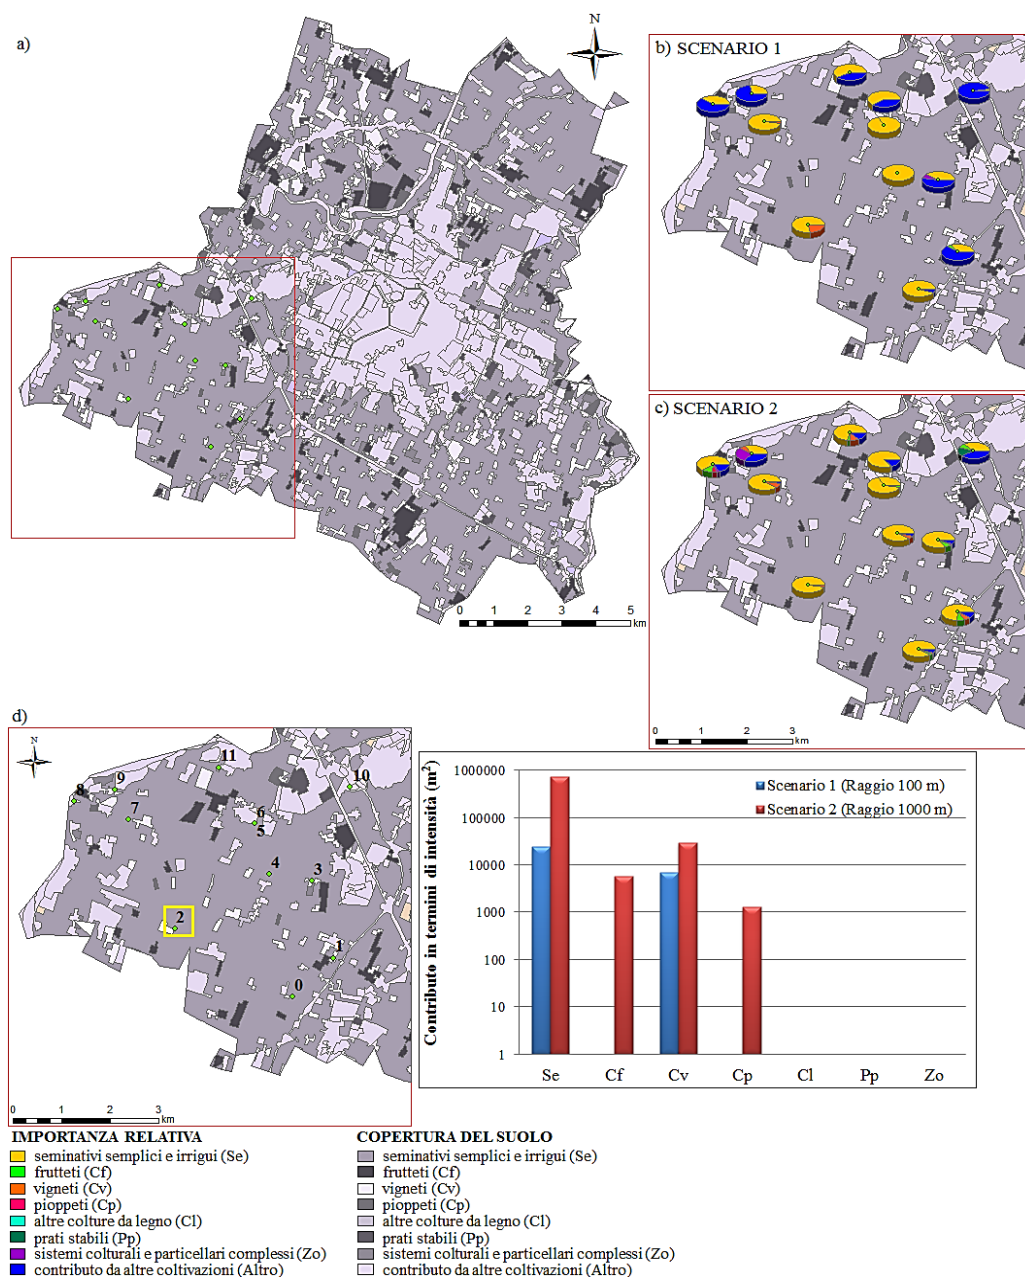 a)
N
b) SCENARIO 1
c) SCENARIO 2
0 1 2 3 4 5
km
0 1 2 3
km
d)
N
11
10
9
8
7
6
5
4
3
2
1
0
0 1 2 3
km
Contributo in termini di intensità (m²)
1000000
100000
10000
1000
100
10
1
Scenario 1 (Raggio 100 m)
Scenario 2 (Raggio 1000 m)
Se Cf Cv Cp Cl Pp Zo
IMPORTANZA RELATIVA
seminativi semplici e irrigui (Se)
frutteti (Cf)
vigneti (Cv)
pioppeti (Cp)
altre colture da legno (Cl)
prati stabili (Pp)
sistemi colturali e particellari complessi (Zo)
contributo da altre coltivazioni (Altro)
COPERTURA DEL SUOLO
seminativi semplici e irrigui (Se)
frutteti (Cf)
vigneti (Cv)
pioppeti (Cp)
altre colture da legno (Cl)
prati stabili (Pp)
sistemi colturali e particellari complessi (Zo)
contributo da altre coltivazioni (Altro)